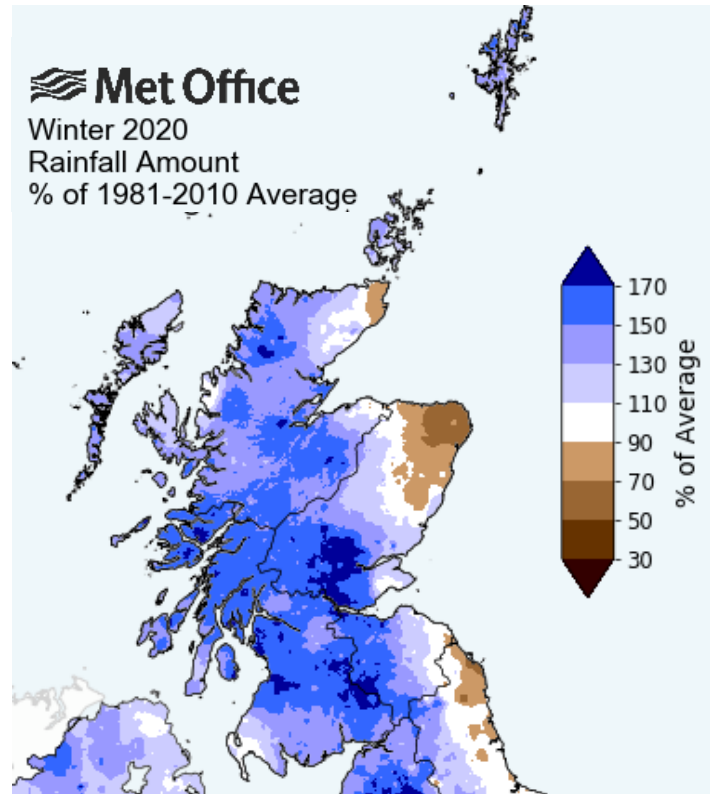 Met Office
Winter 2020
Rainfall Amount
% of 1981-2010 Average
170
150
130
110
90
70
50
30
% of Average